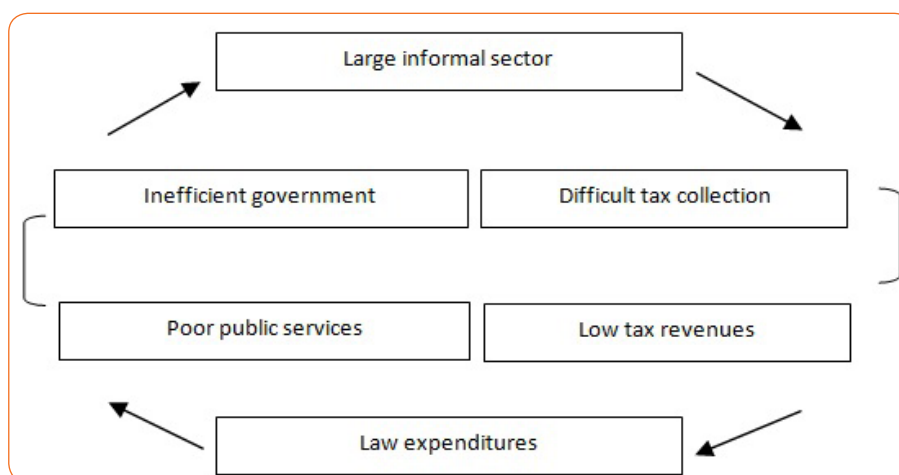 Large informal sector
Inefficient government
Difficult tax collection
Poor public services
Low tax revenues
Law expenditures